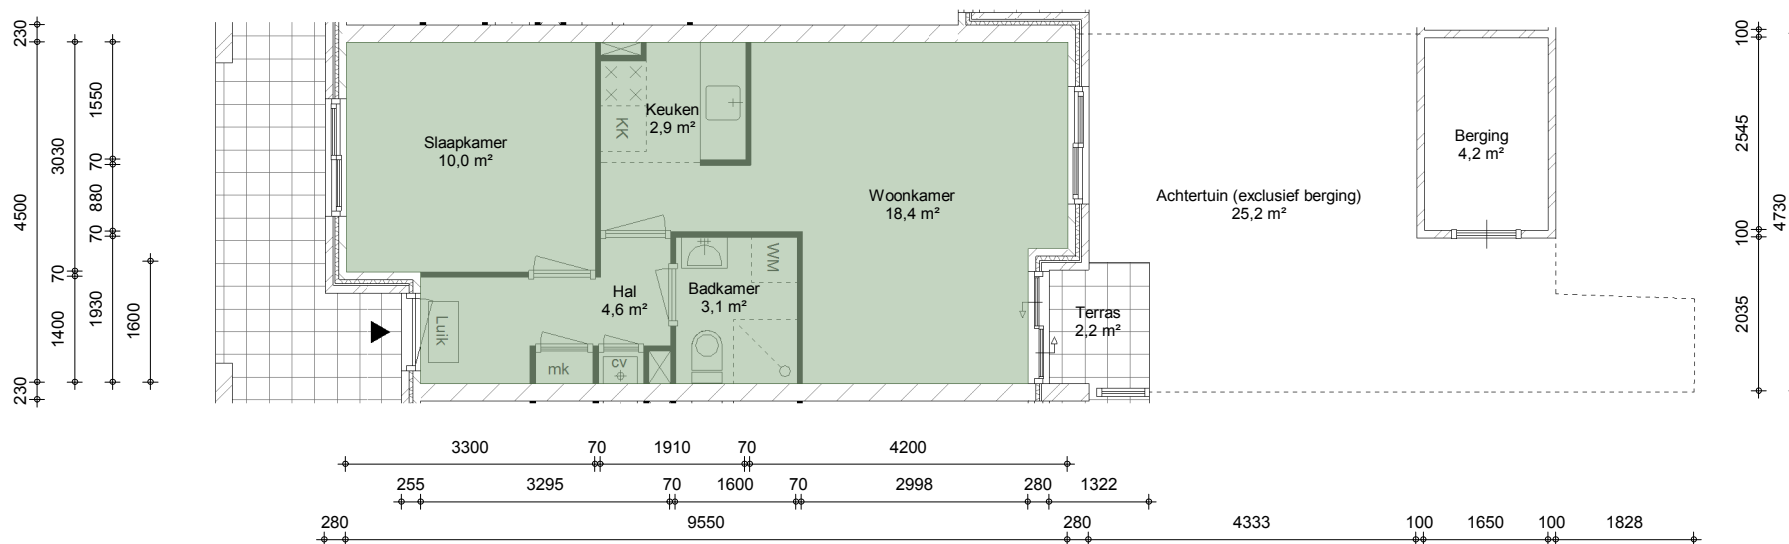 230
4500
230
3030
70
1400
1550
70
880
70
1930
1600
Slaapkamer
10,0 m²
Keuken
2,9 m²
KK
Woonkamer
18,4 m²
Hal
4,6 m²
Badkamer
3,1 m²
WM
Luik
mk
cv
Terras
2,2 m²
Achtertuin (exclusief berging)
25,2 m²
Berging
4,2 m²
100
2545
100
2035
4730
3300 70 1910 70 4200
255 3295 70 1600 70 2998 280 1322
280 9550 280 4333 100 1650 100 1828